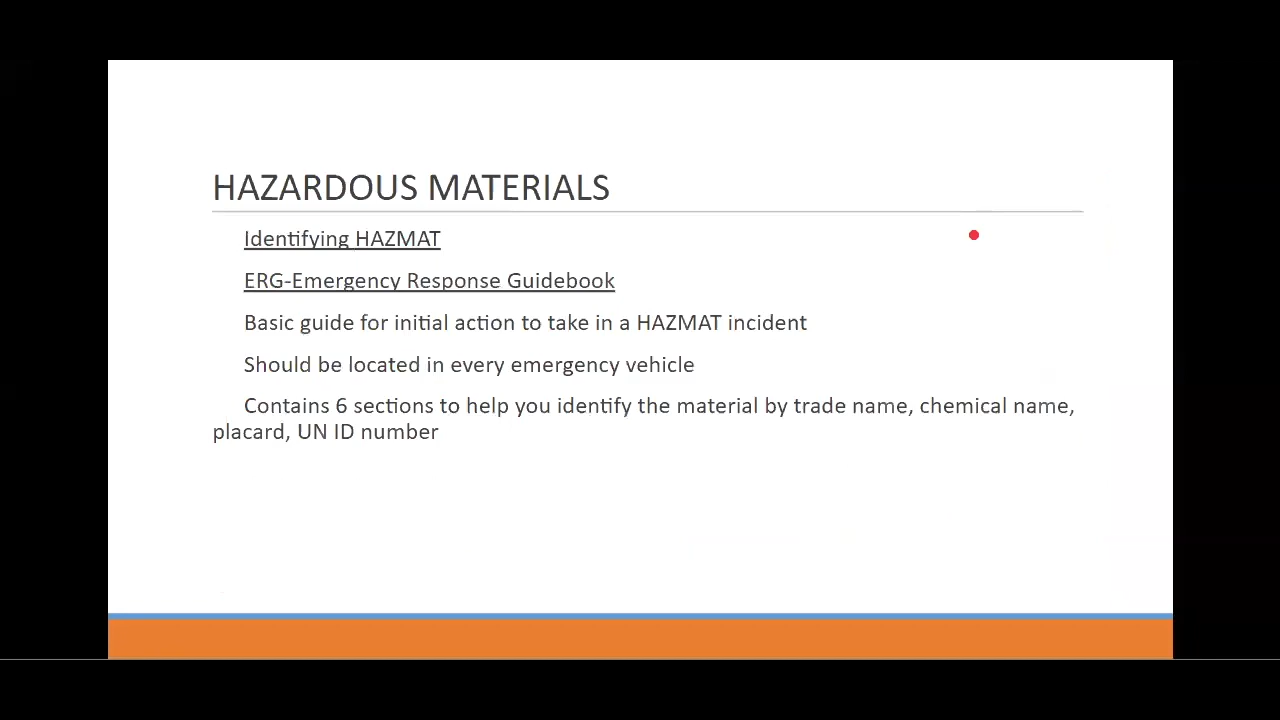 HAZARDOUS MATERIALS
Identifying HAZMAT
ERG-Emergency Response Guidebook
Basic guide for initial action to take in a HAZMAT incident
Should be located in every emergency vehicle
Contains 6 sections to help you identify the material by trade name, chemical name,
placard, UN ID number